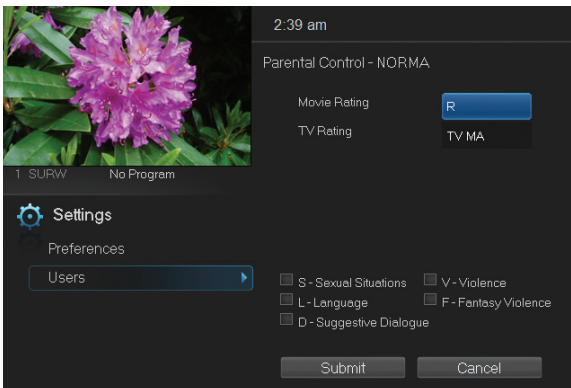 2:39 am
Parental Control - NORMA
Movie Rating R
TV Rating TV MA
1 SURW No Program
Settings
Preferences
Users
S - Sexual Situations V - Violence
L - Language F - Fantasy Violence
D - Suggestive Dialogue
Submit Cancel